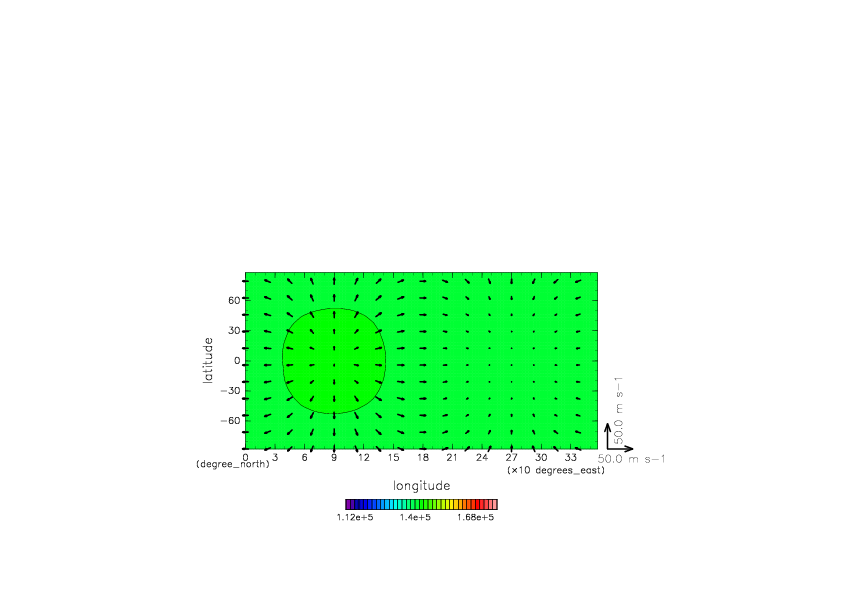 60
30
0
−30
−60
latitude
0 3 6 9 12 15 18 21 24 27 30 33
(degree_north)
(×10 degrees_east)
longitude
50.0 m s−1
50.0 m s−1
1.12e+5 1.4e+5 1.68e+5